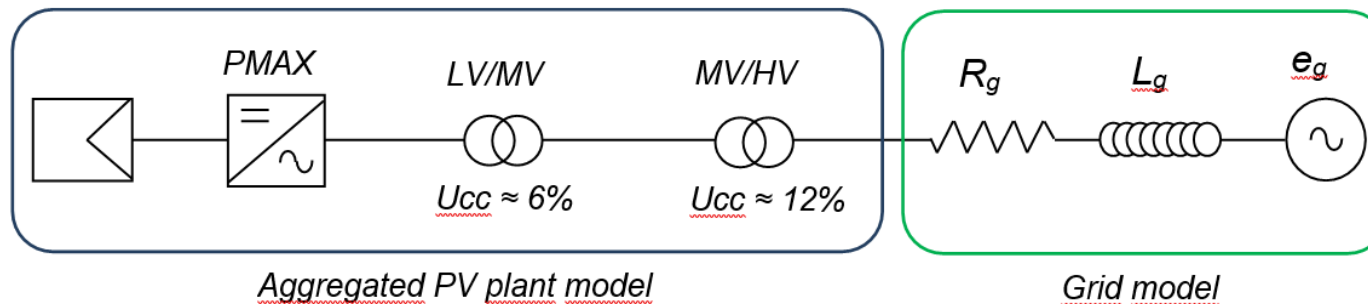 PMAX
LV/MV
MV/HV
Rg
Lg
eg
Ucc ≈ 6%
Ucc ≈ 12%
Aggregated PV plant model
Grid model